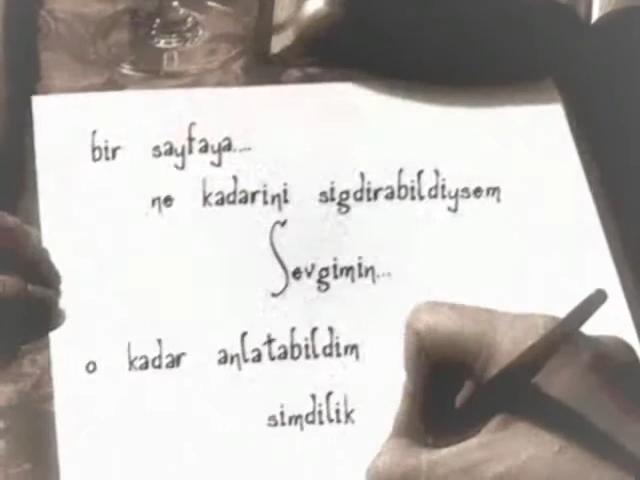 bir sayfaya...
ne kadarini sigdirabildiysem
Sevgimin...
o kadar anlatabildim
simdilik